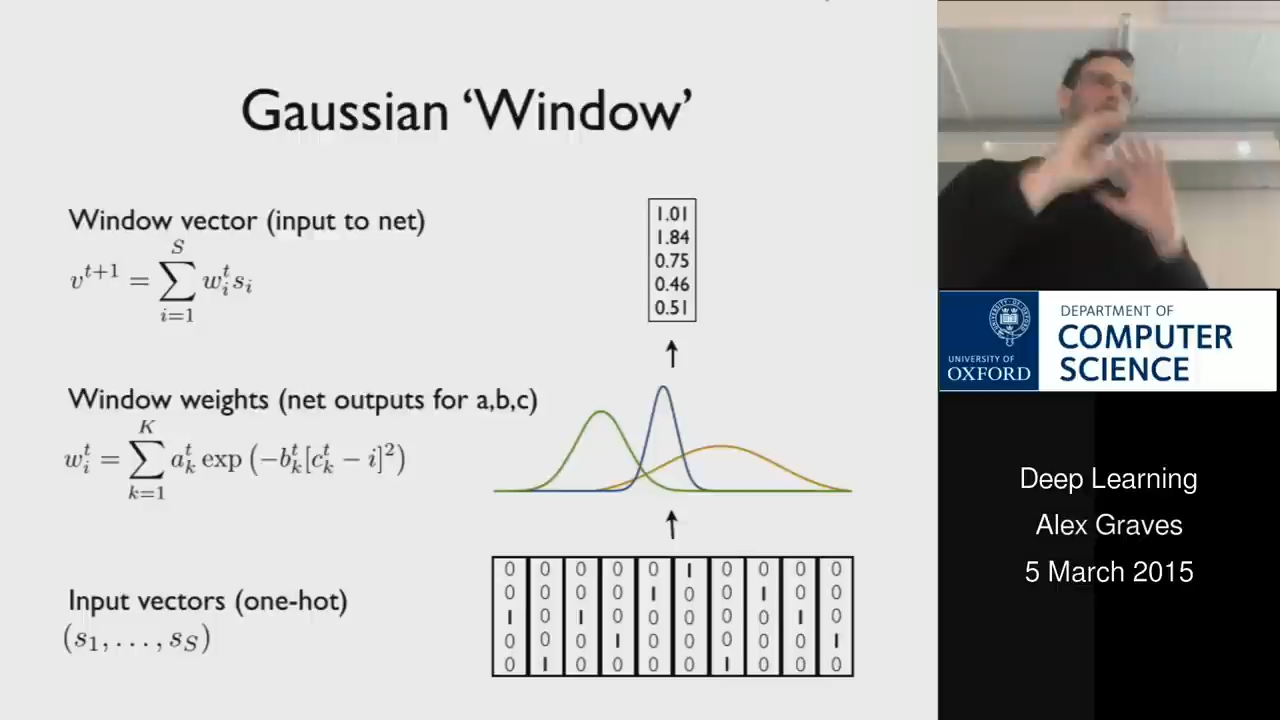 Gaussian ‘Window’
Window vector (input to net)
v^{t+1} = \sum_{i=1}^{S} w_i^t s_i
1.01
1.84
0.75
0.46
0.51
Window weights (net outputs for a,b,c)
w_i^t = \sum_{k=1}^{K} a_k^t exp (−b_k^t [c_k^t − i]^2)
Input vectors (one-hot)
(s_1, . . . , s_S)
0 0 0 0 0 1 0 0 0 0
0 0 0 0 1 0 0 1 0 0
1 0 1 0 0 0 0 0 1 0
0 0 0 1 0 0 0 0 0 1
0 1 0 0 0 0 1 0 0 0
UNIVERSITY OF
OXFORD
DEPARTMENT OF
COMPUTER
SCIENCE
Deep Learning
Alex Graves
5 March 2015